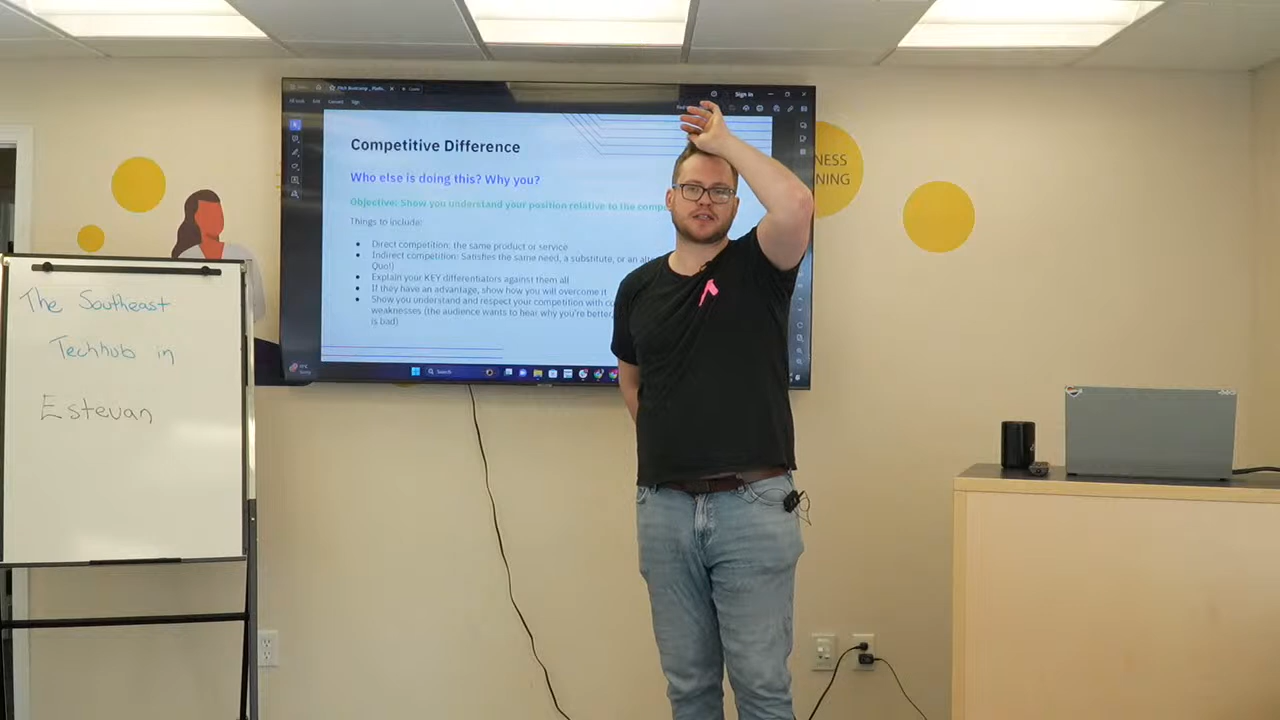 The Southeast
Techhub in
Estevan
Sign in
Competitive Difference
Who else is doing this? Why you?
Objective: Show you understand your position relative to the
Things to include:
Direct competition: the same product or service
Indirect competition: Satisfies the same need, a substitute, or an
Quo!)
Explain your KEY differentiators against them all
If they have an advantage, show how you will overcome it
Show you understand and respect your competition with
weaknesses (the audience wants to hear why you're better,
is bad)
Search